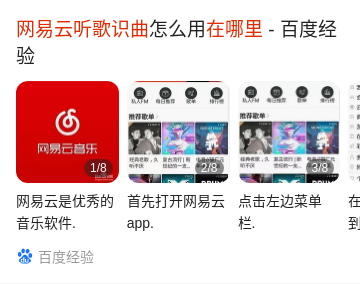 网易云听歌识曲怎么用在哪里 - 百度经
验
网易云音乐
1/8
私人FM 每日推荐 歌单 排行榜
推荐歌单
2/8
私人FM 每日推荐 歌单 排行榜
推荐歌单
3/8
网易云是优秀的
音乐软件.
首先打开网易云
app.
点击左边菜单
栏.
在
到
百度经验